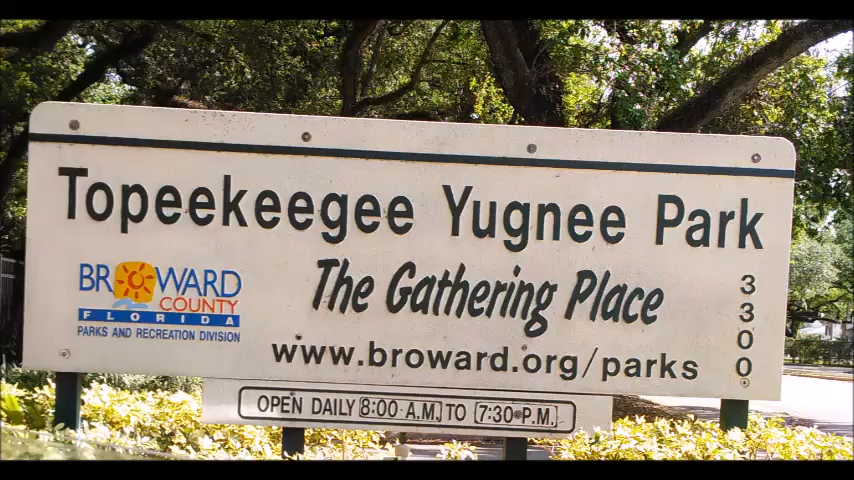 Topeekeegee Yugnee Park
The Gathering Place
BROWARD
COUNTY
FLORIDA
PARKS AND RECREATION DIVISION
www.broward.org/parks
3300
OPEN DAILY 8:00 A.M. TO 7:30 P.M.